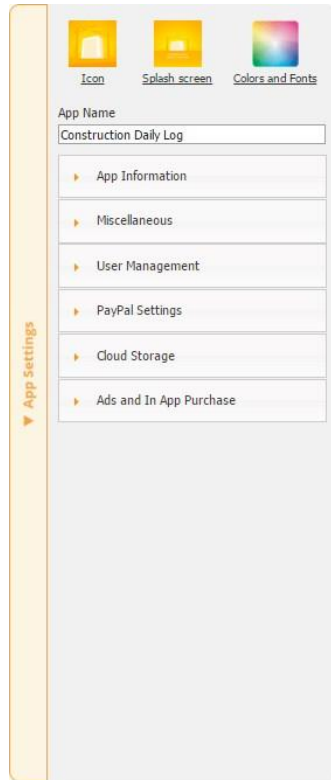 Icon Splash screen Colors and Fonts
App Name
Construction Daily Log
App Information
Miscellaneous
User Management
PayPal Settings
Cloud Storage
Ads and In App Purchase
App Settings